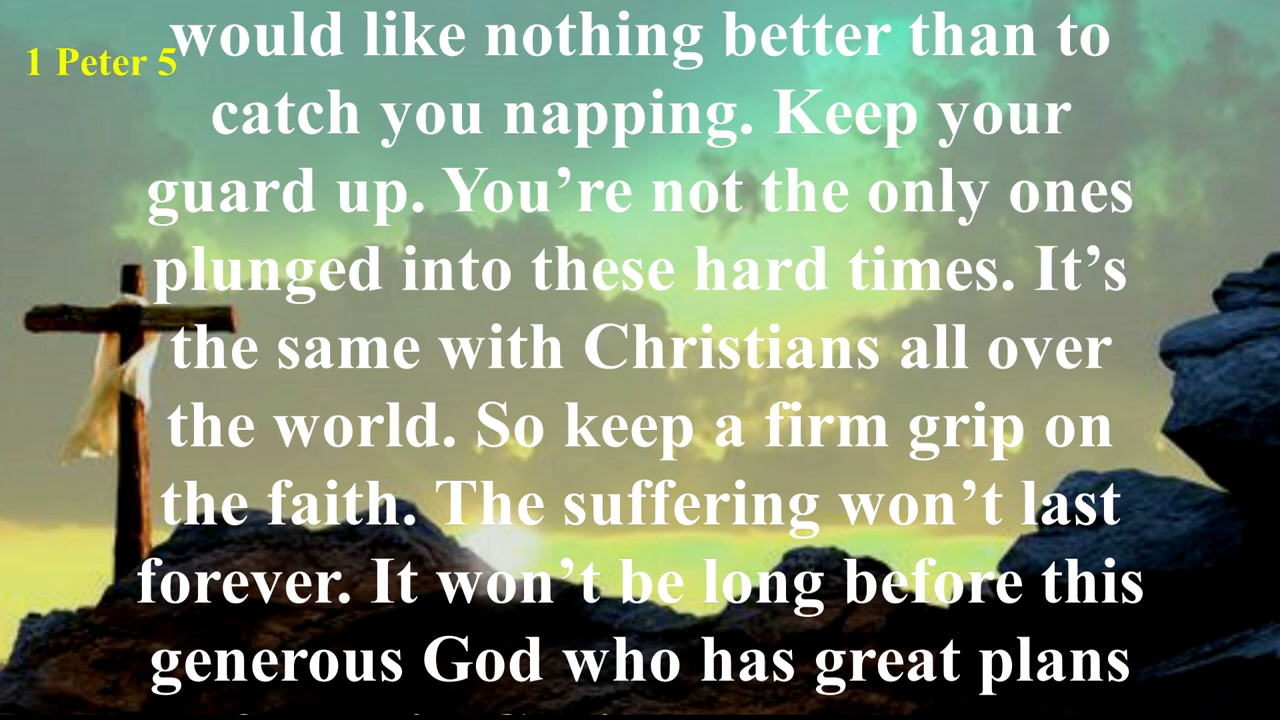 1 Peter 5
would like nothing better than to
catch you napping. Keep your
guard up. You’re not the only ones
plunged into these hard times. It’s
the same with Christians all over
the world. So keep a firm grip on
the faith. The suffering won’t last
forever. It won’t be long before this
generous God who has great plans